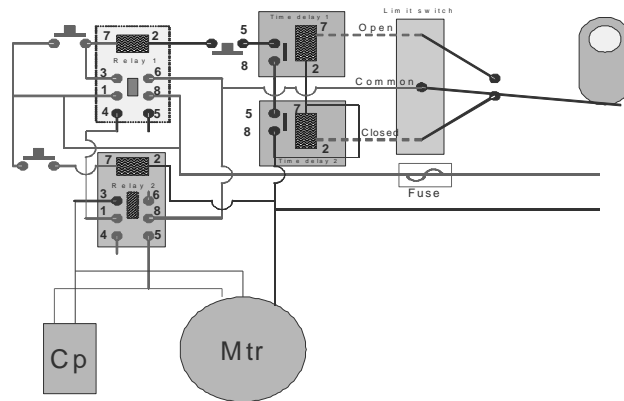 Time delay 1
Limit switch
7 2 5 7 Open
Relay 1
8
3 6 2
1 8 Common
4 5 5 7
8 2 Closed
7 2 Time delay 2
Relay 2
3 6 Fuse
1 8
4 5
Cp Mtr